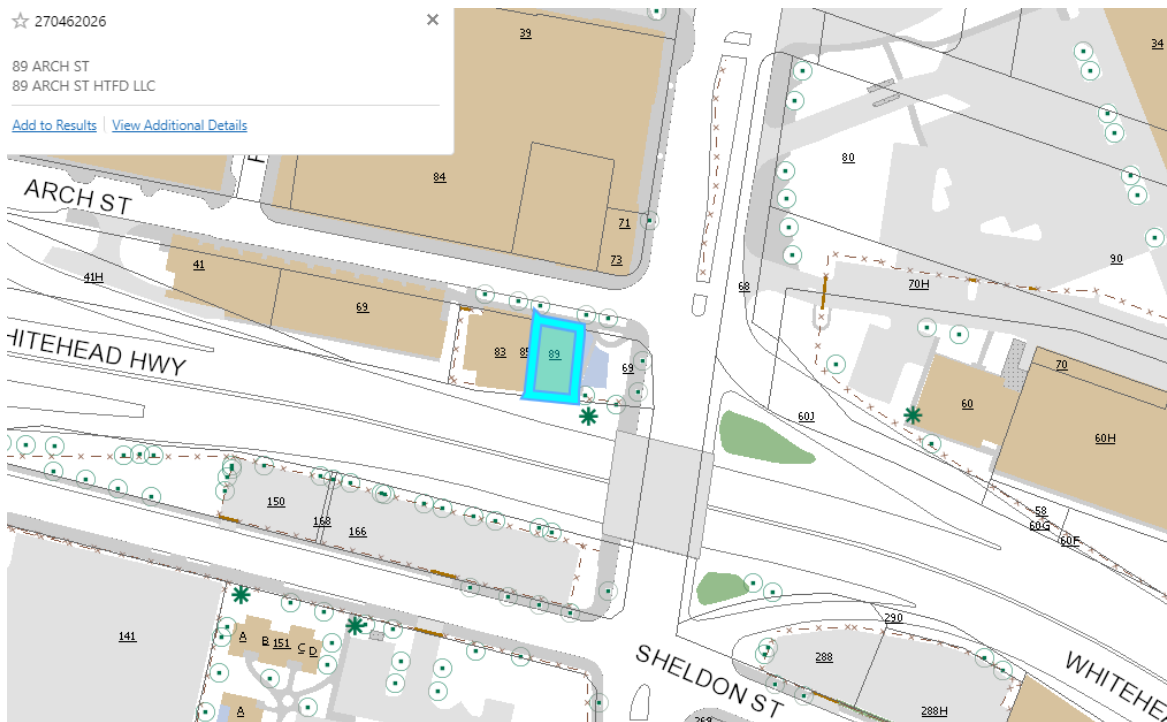 270462026
89 ARCH ST
89 ARCH ST HTFD LLC
Add to Results View Additional Details
39
34
84
80
ARCH ST
71
73
90
41
41H
69
68
70H
HITEHEAD HWY
83
89
69
70
60
60J
60H
150
168
166
58
60G
60F
141
A
B
151
C
D
290
288
SHELDON ST
WHITEHE
A
288H
269